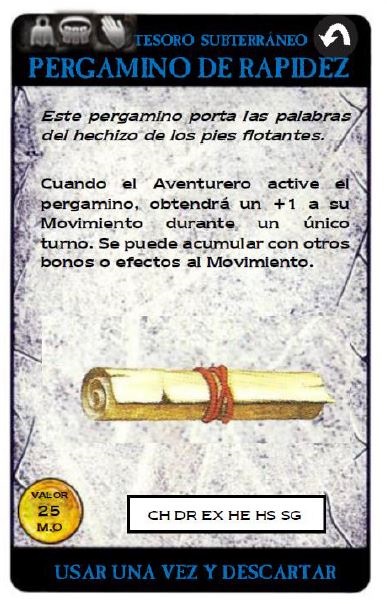 TESORO SUBTERRÁNEO
PERGAMINO DE RAPIDEZ
Este pergamino porta las palabras
del hechizo de los pies flotantes.
Cuando el Aventurero active el
pergamino, obtendrá un +1 a su
Movimiento durante un único
turno. Se puede acumular con otros
bonos o efectos al Movimiento.
VALOR
25
M.O
CH DR EX HE HS SG
USAR UNA VEZ Y DESCARTAR